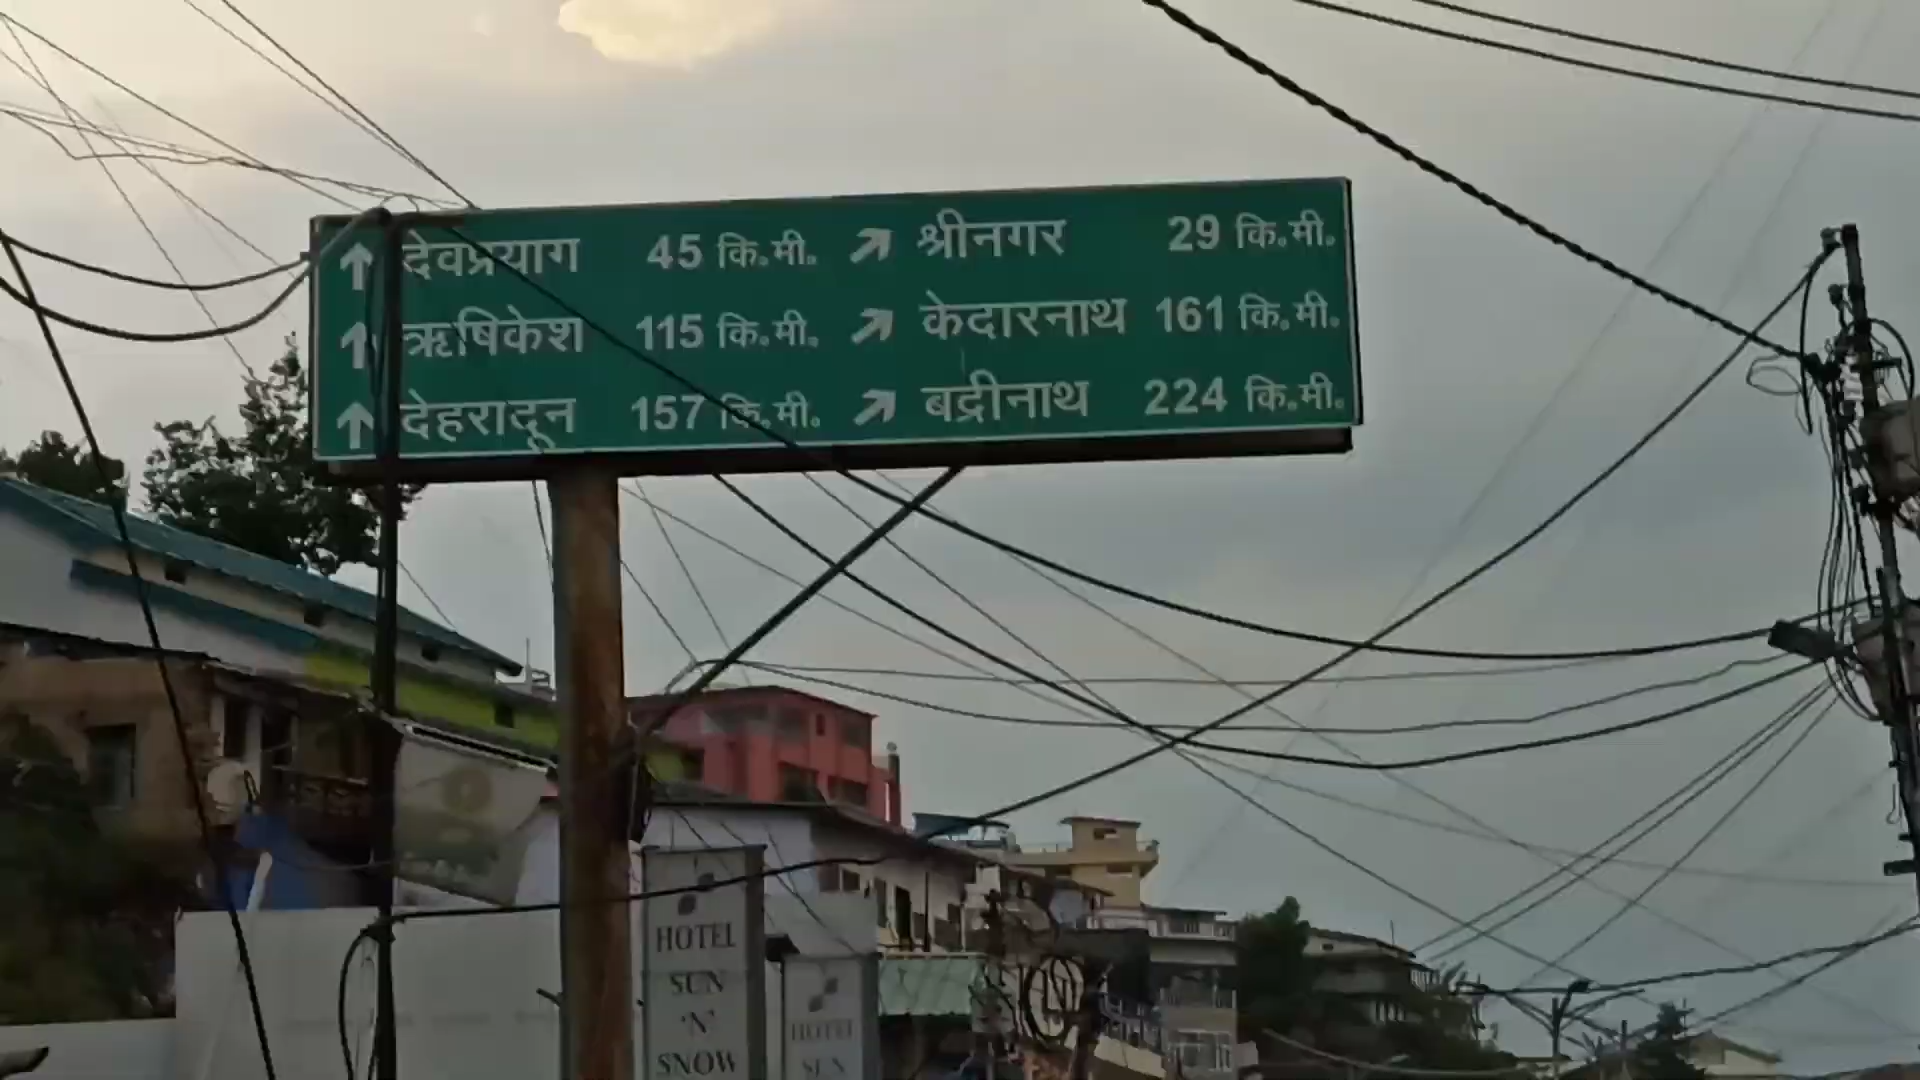 देवप्रयाग 45 कि.मी. श्रीनगर 29 कि.मी.
ऋषिकेश 115 कि.मी. केदारनाथ 161 कि.मी.
देहरादून 157 कि.मी. बद्रीनाथ 224 कि.मी.
HOTEL
SUN
'N'
SNOW
HOTEL
SUN